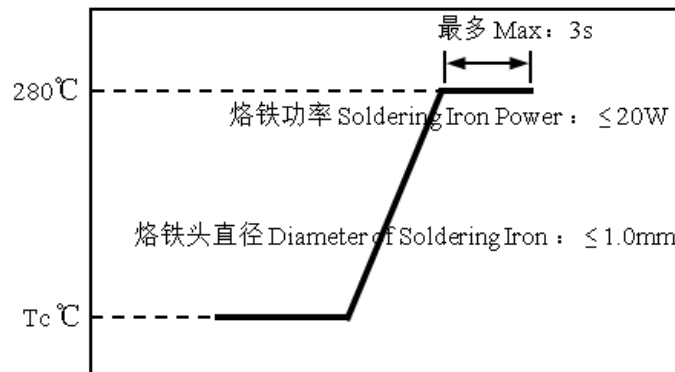 最多 Max：3s
280℃
烙铁功率 Soldering Iron Power： ≤20W
烙铁头直径 Diameter of Soldering Iron： ≤1.0mm
Tc ℃